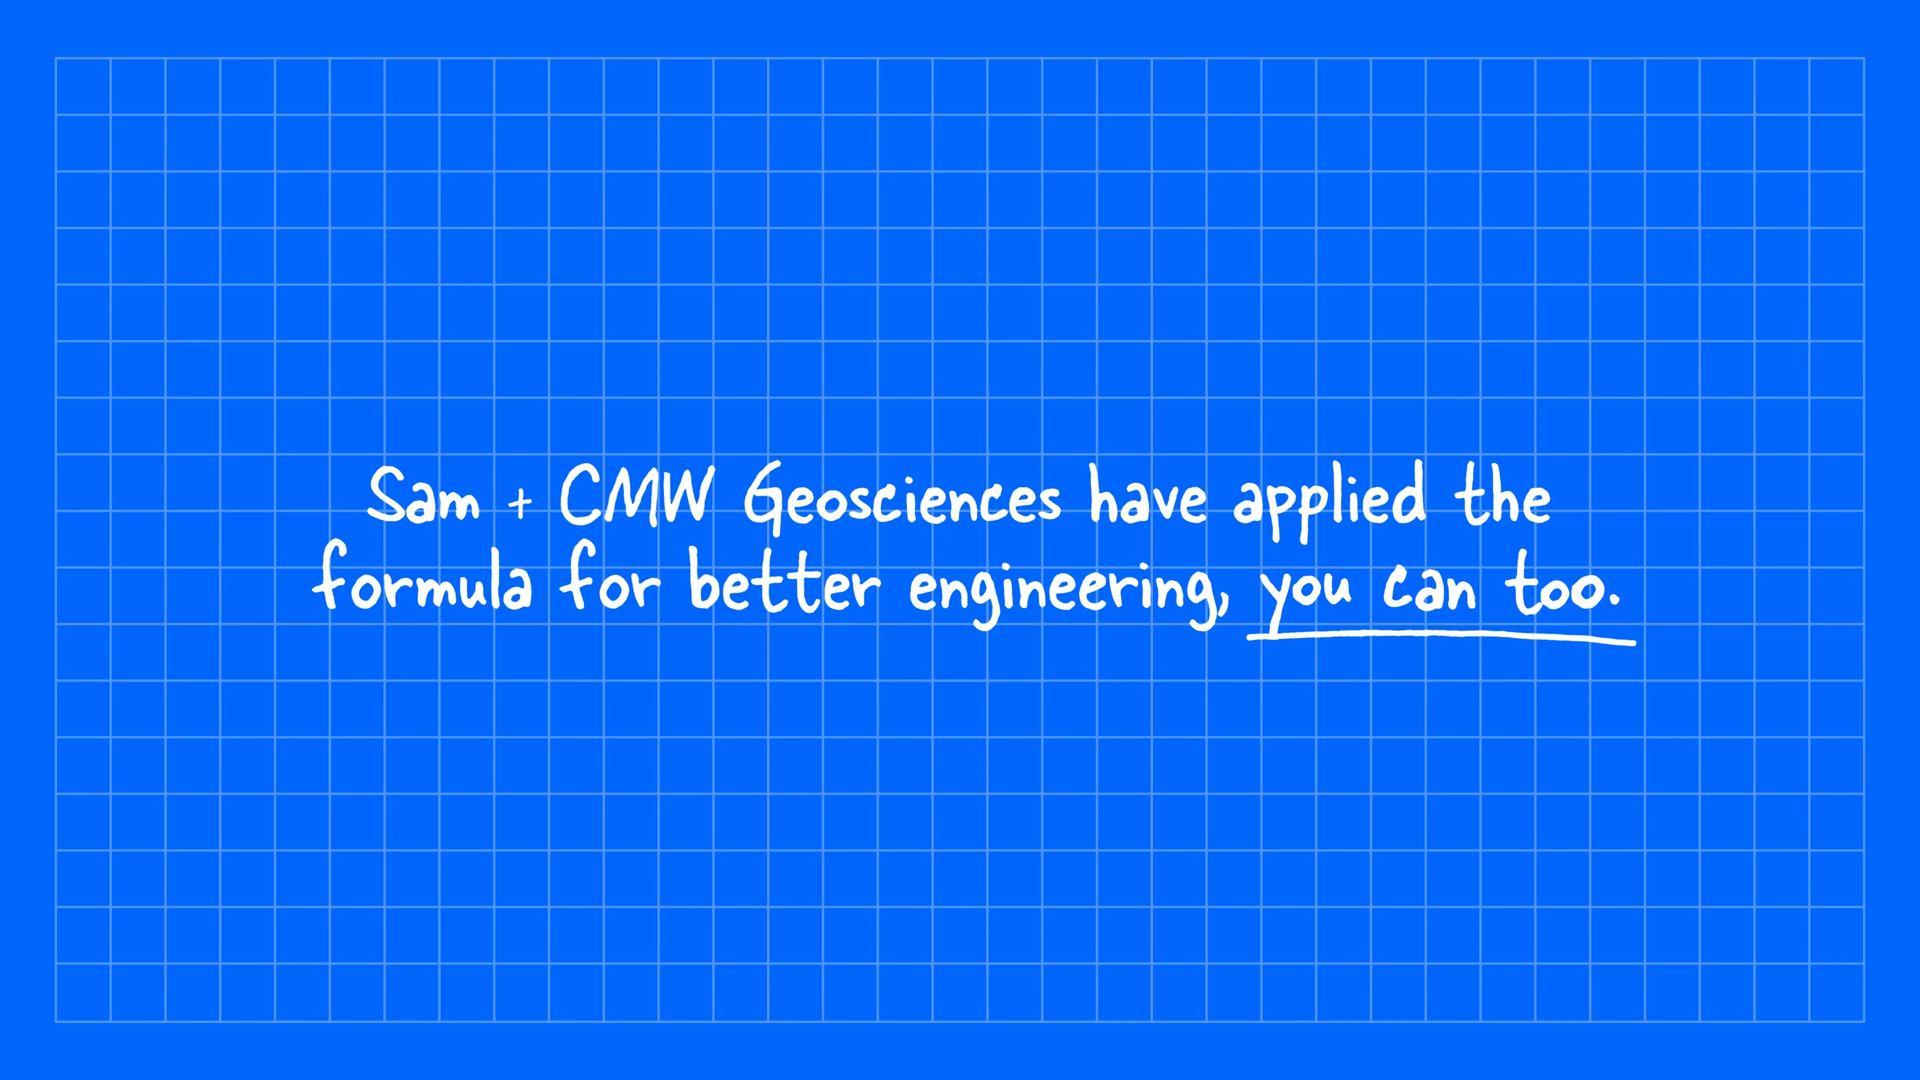 Sam + CMW Geosciences have applied the
formula for better engineering, you can too.